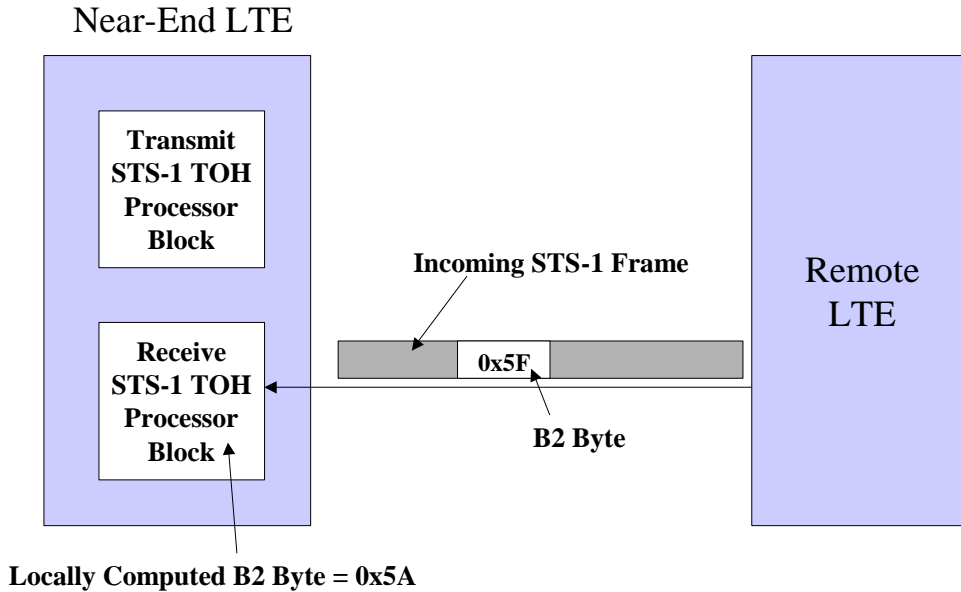 Near-End LTE
Transmit
STS-1 TOH
Processor
Block
Incoming STS-1 Frame
Remote
LTE
Receive
STS-1 TOH
Processor
Block
0x5F
B2 Byte
Locally Computed B2 Byte = 0x5A